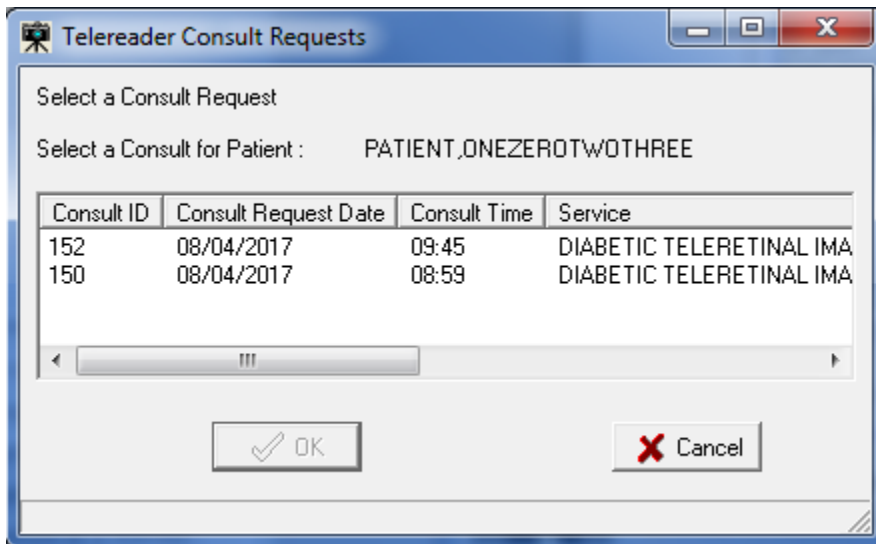 Telereader Consult Requests
Select a Consult Request
Select a Consult for Patient : PATIENT,ONEZEROTWOTHREE
Consult ID Consult Request Date Consult Time Service
152 08/04/2017 09:45 DIABETIC TELERETINAL IMA
150 08/04/2017 08:59 DIABETIC TELERETINAL IMA
OK Cancel